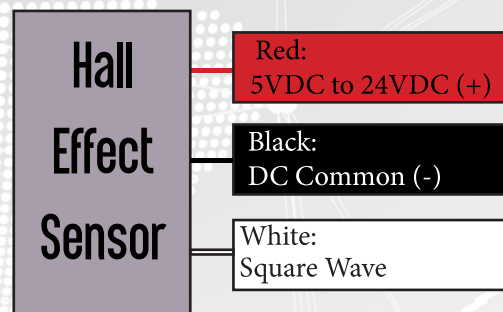 Hall
Effect
Sensor
Red:
5VDC to 24VDC (+)
Black:
DC Common (-)
White:
Square Wave